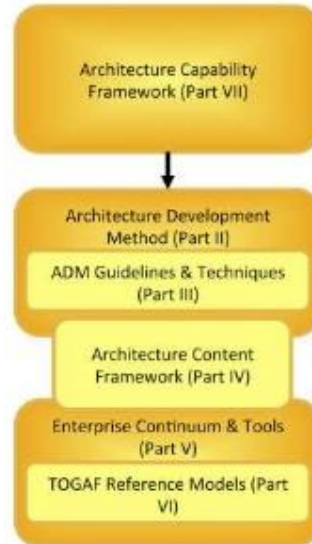 Architecture Capability
Framework (Part VII)
Architecture Development
Method (Part II)
ADM Guidelines & Techniques
(Part III)
Architecture Content
Framework (Part IV)
Enterprise Continuum & Tools
(Part V)
TOGAF Reference Models (Part
VI)